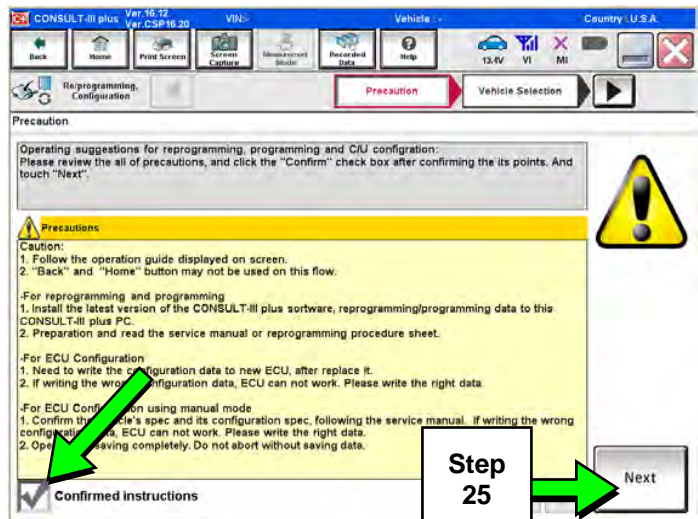 CONSULT-III plus Ver.16.12 VIN:- Vehicle : - Country : U.S.A.
Ver.CSP16.20
Back Home Print Screen Screen Capture Measurement Mode Recorded Data Help 13.4V VI MI
Re/programming, Configuration Precaution Vehicle Selection
Precaution
Operating suggestions for reprogramming, programming and C/U configration:
Please review the all of precautions, and click the "Confirm" check box after confirming the its points. And
touch "Next".
Precautions
Caution:
1. Follow the operation guide displayed on screen.
2. "Back" and "Home" button may not be used on this flow.
-For reprogramming and programming
1. Install the latest version of the CONSULT-III plus sortware, reprogramming/programming data to this
CONSULT-III plus PC.
2. Preparation and read the service manual or reprogramming procedure sheet.
-For ECU Configuration
1. Need to write the configuration data to new ECU, after replace it.
2. If writing the wrong configuration data, ECU can not work. Please write the right data.
-For ECU on using manual mode
1. Confirm the 's spec and its configuration spec, following the service manual. If writing the wrong
ECU can not work. Please write the right data.
2. saving completely. Do not abort without saving data.
Step
25
Next
Confirmed instructions